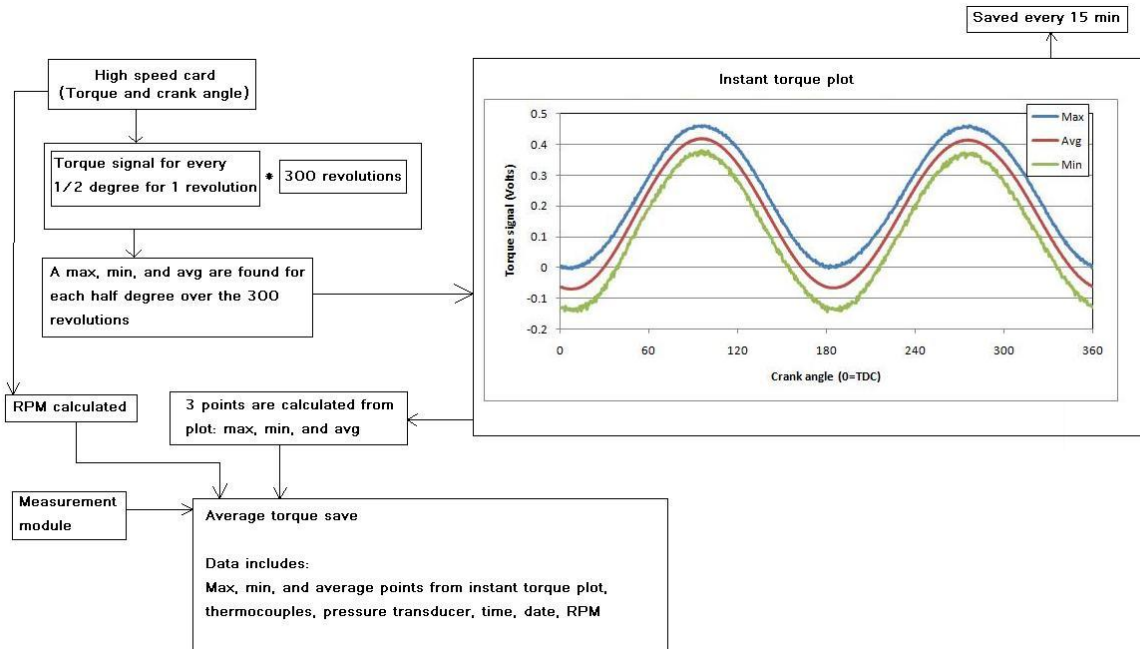 Saved every 15 min
High speed card
(Torque and crank angle)
Torque signal for every
1/2 degree for 1 revolution
*
300 revolutions
A max, min, and avg are found for
each half degree over the 300
revolutions
Instant torque plot
0.5
0.4
0.3
0.2
0.1
0
-0.1
-0.2
Torque signal (Volts)
0 60 120 180 240 300 360
Crank angle (0=TDC)
Max
Avg
Min
RPM calculated
3 points are calculated from
plot: max, min, and avg
Measurement
module
Average torque save
Data includes:
Max, min, and average points from instant torque plot,
thermocouples, pressure transducer, time, date, RPM